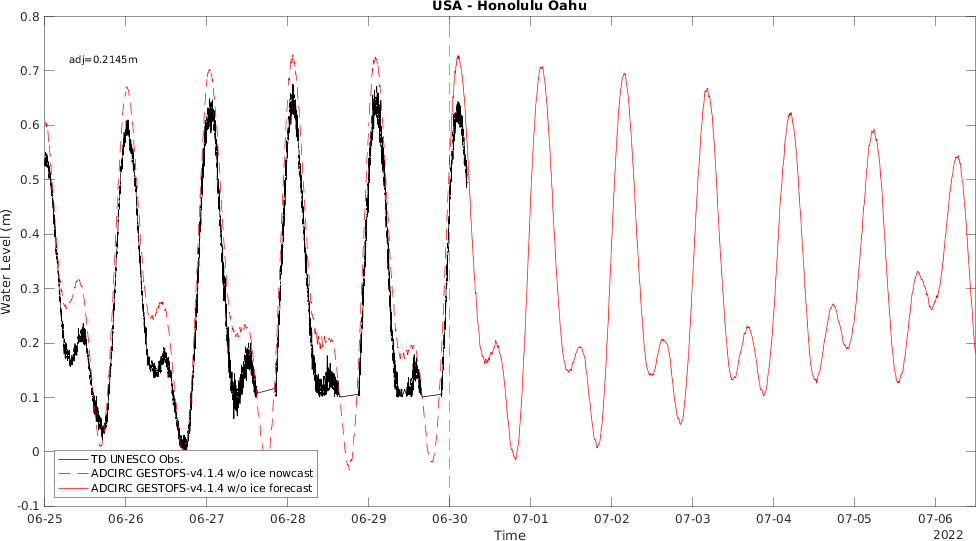 USA - Honolulu Oahu
0.8
0.7
0.6
0.5
0.4
0.3
0.2
0.1
0
-0.1
Water Level (m)
adj=0.2145m
TD UNESCO Obs.
ADCIRC GESTOFS-v4.1.4 w/o ice nowcast
ADCIRC GESTOFS-v4.1.4 w/o ice forecast
06-25 06-26 06-27 06-28 06-29 06-30 07-01 07-02 07-03 07-04 07-05 07-06
Time
2022